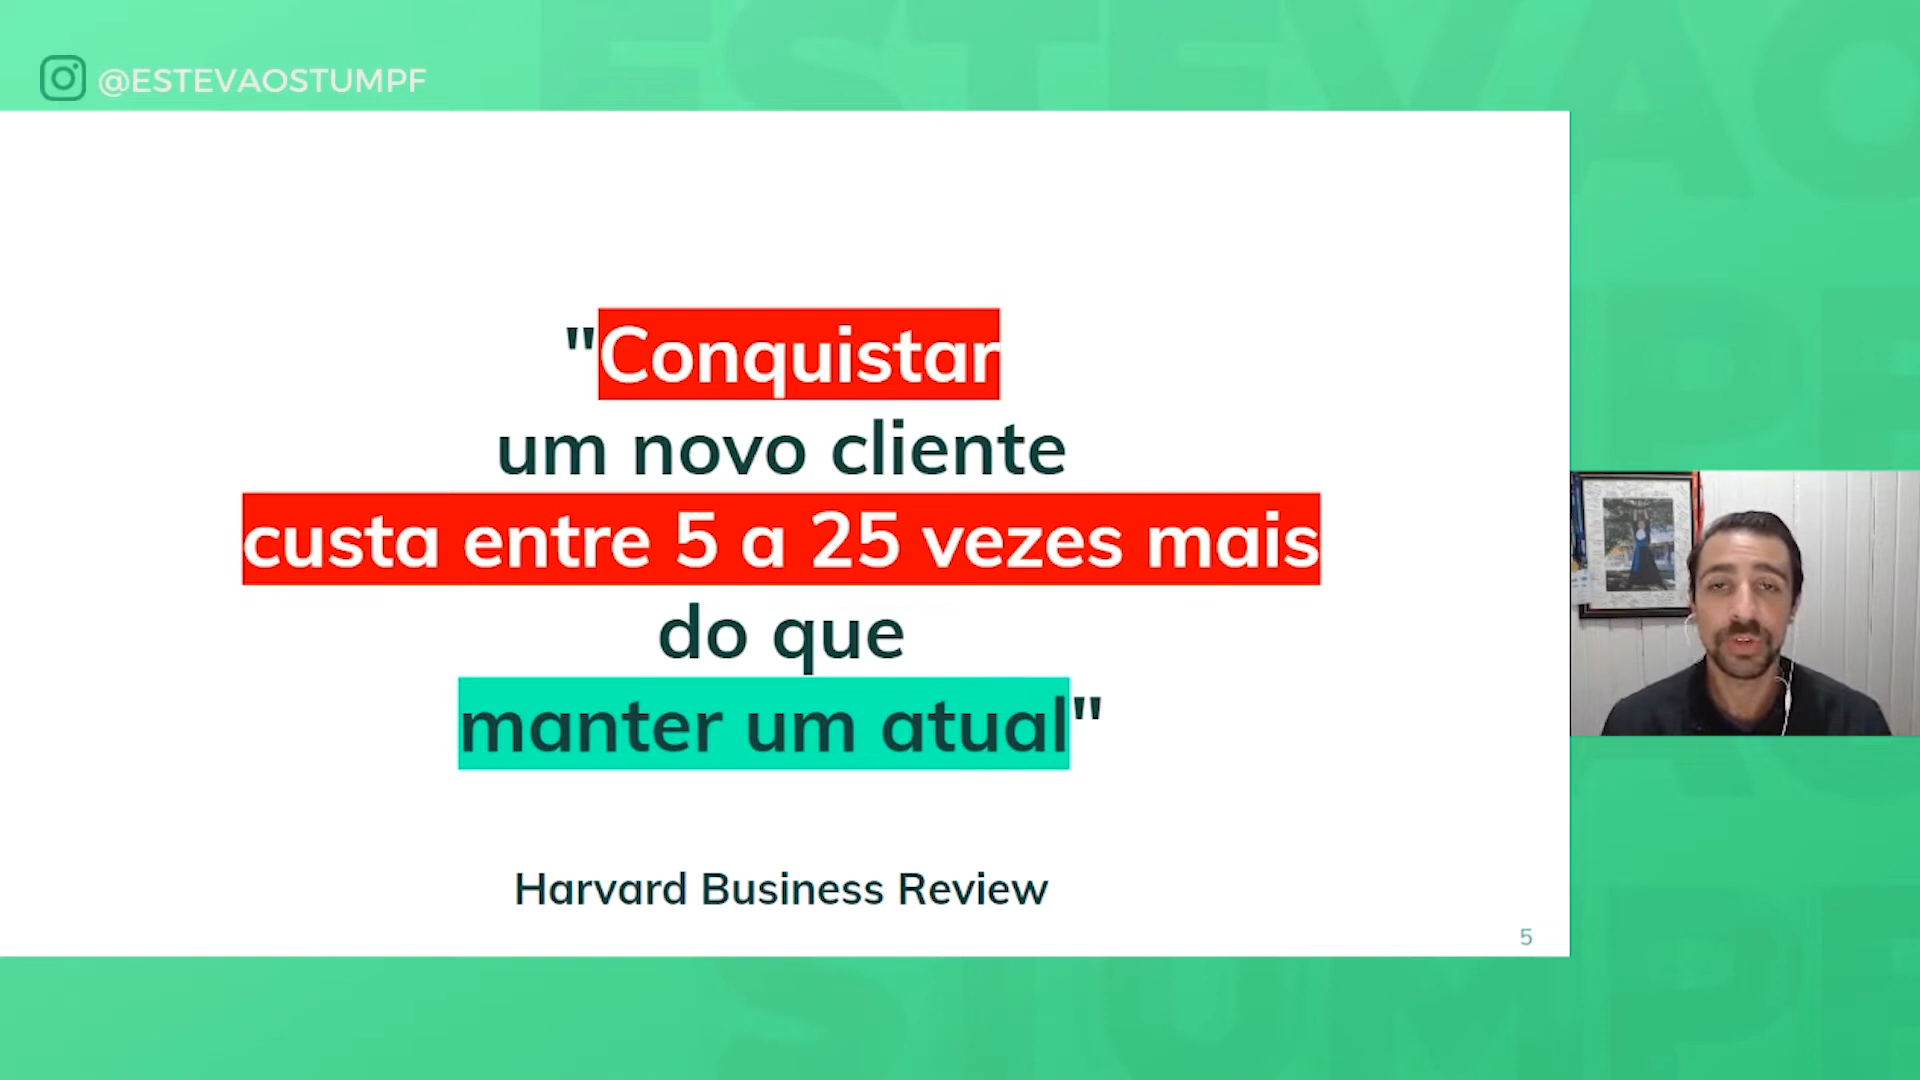 @ESTEVAOSTUMPF
"Conquistar
um novo cliente
custa entre 5 a 25 vezes mais
do que
manter um atual"
Harvard Business Review
5